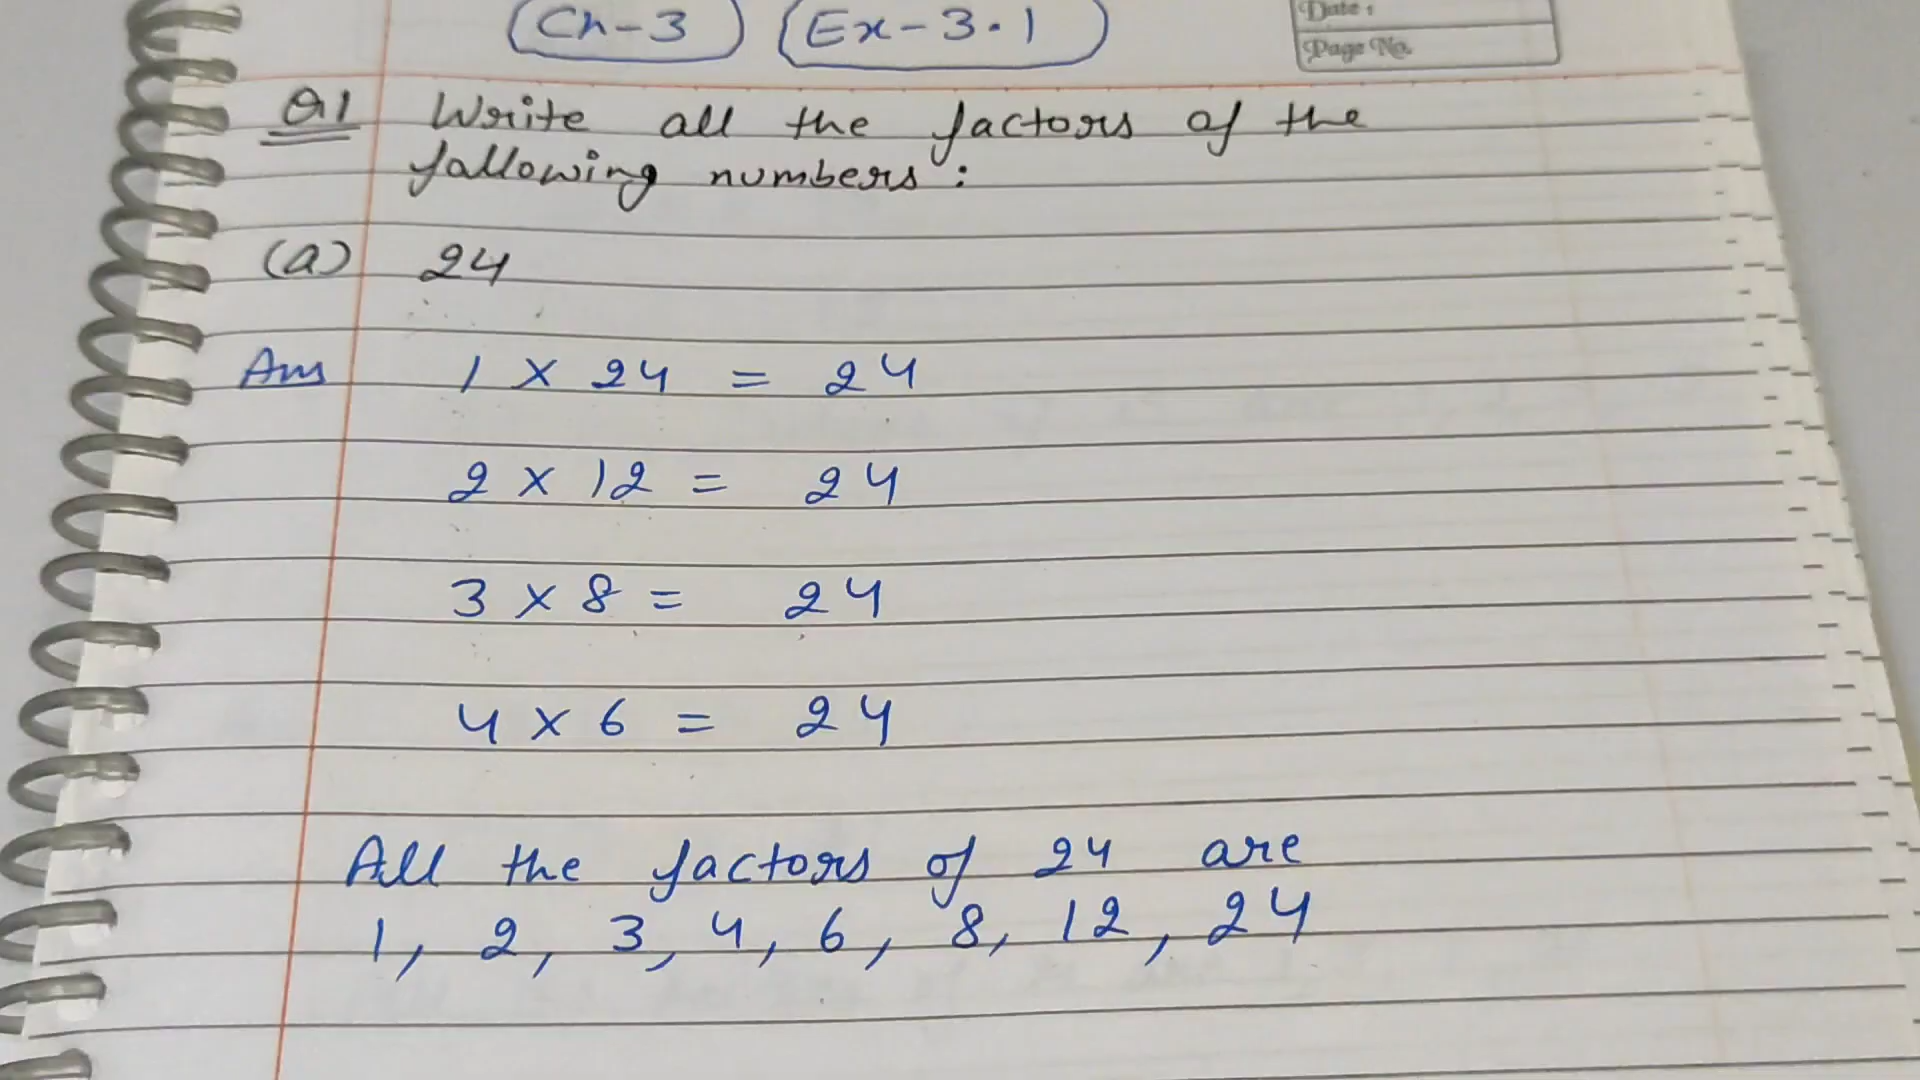 Ch-3 Ex-3.1
Date:
Page No.
Q1 Write all the factors of the
following numbers:
(a) 24
Ans 1 × 24 = 24
2 × 12 = 24
3 × 8 = 24
4 × 6 = 24
All the factors of 24 are
1, 2, 3, 4, 6, 8, 12, 24